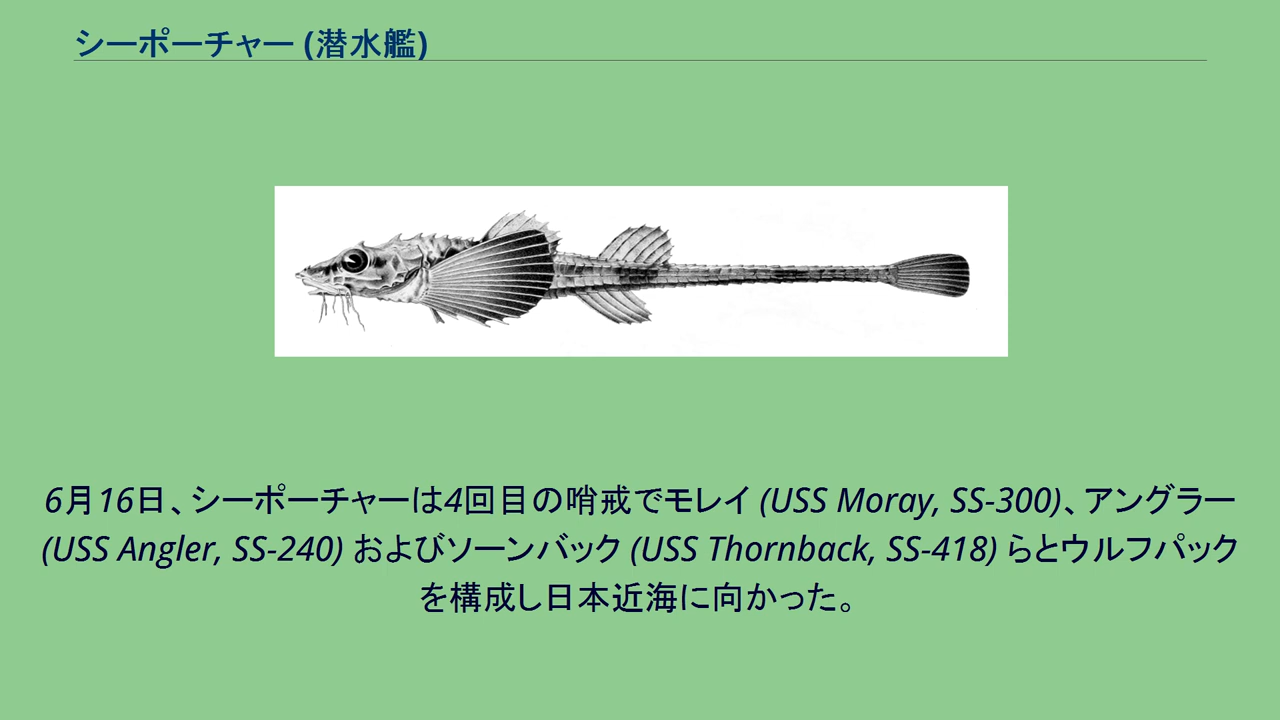 シーポーチャー (潜水艦)
6月16日、シーポーチャーは4回目の哨戒でモレイ (USS Moray, SS-300)、アングラー
(USS Angler, SS-240) およびソーンバック (USS Thornback, SS-418) らとウルフパック
を構成し日本近海に向かった。